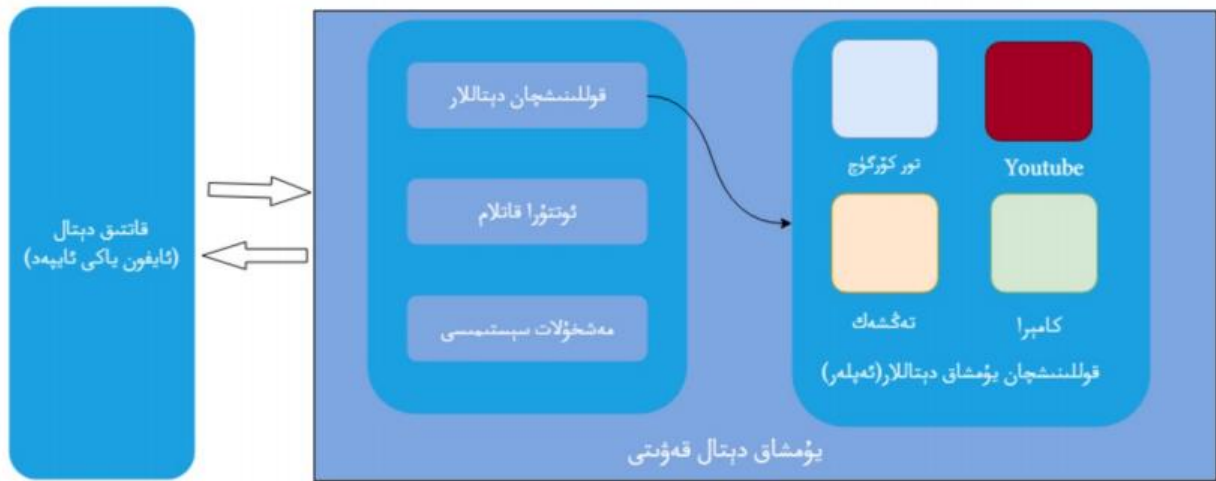 قاتتىق دېتال
(ئايفون ياكى ئايپەد)
قوللىنىشچان دېتاللار
ئوتتۇرا قاتلام
مەشغۇلات سېستىمىسى
تور كۆرگۈچ
Youtube
تەڭشەك
كامېرا
قوللىنىشچان يۇمشاق دېتاللار(ئەپلەر)
يۇمشاق دېتال قەۋىتى